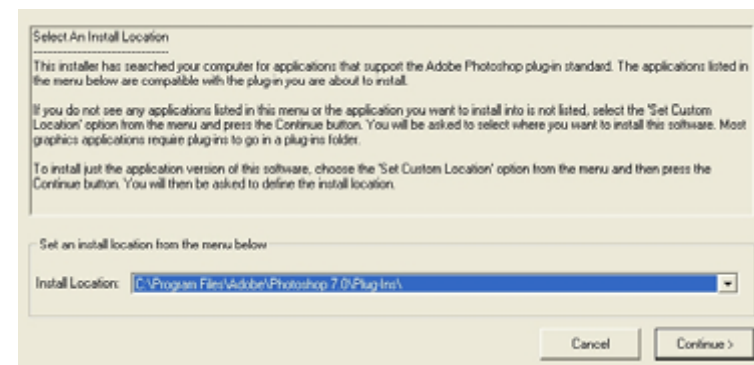 Select An Install Location
------------------------------
This installer has searched your computer for applications that support the Adobe Photoshop plug-in standard. The applications listed in
the menu below are compatible with the plug-in you are about to install.
If you do not see any applications listed in this menu or the application you want to install into is not listed, select the 'Set Custom
Location' option from the menu and press the Continue button. You will be asked to select where you want to install this software. Most
graphics applications require plug-ins to go in a plug-ins folder.
To install just the application version of this software, choose the 'Set Custom Location' option from the menu and then press the
Continue button. You will then be asked to define the install location.
Set an install location from the menu below
Install Location: C:\Program Files\Adobe\Photoshop 7.0\Plug-Ins\
Cancel Continue >